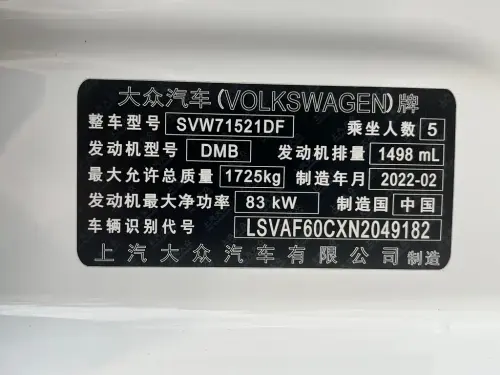 大众汽车(VOLKSWAGEN)牌
整车型号 SVW71521DF 乘坐人数 5
发动机型号 DMB 发动机排量 1498 mL
最大允许总质量 1725kg 制造年月 2022-02
发动机最大净功率 83 kW 制造国 中国
车辆识别代号 LSVAF60CXN2049182
上汽大众汽车有限公司 制造